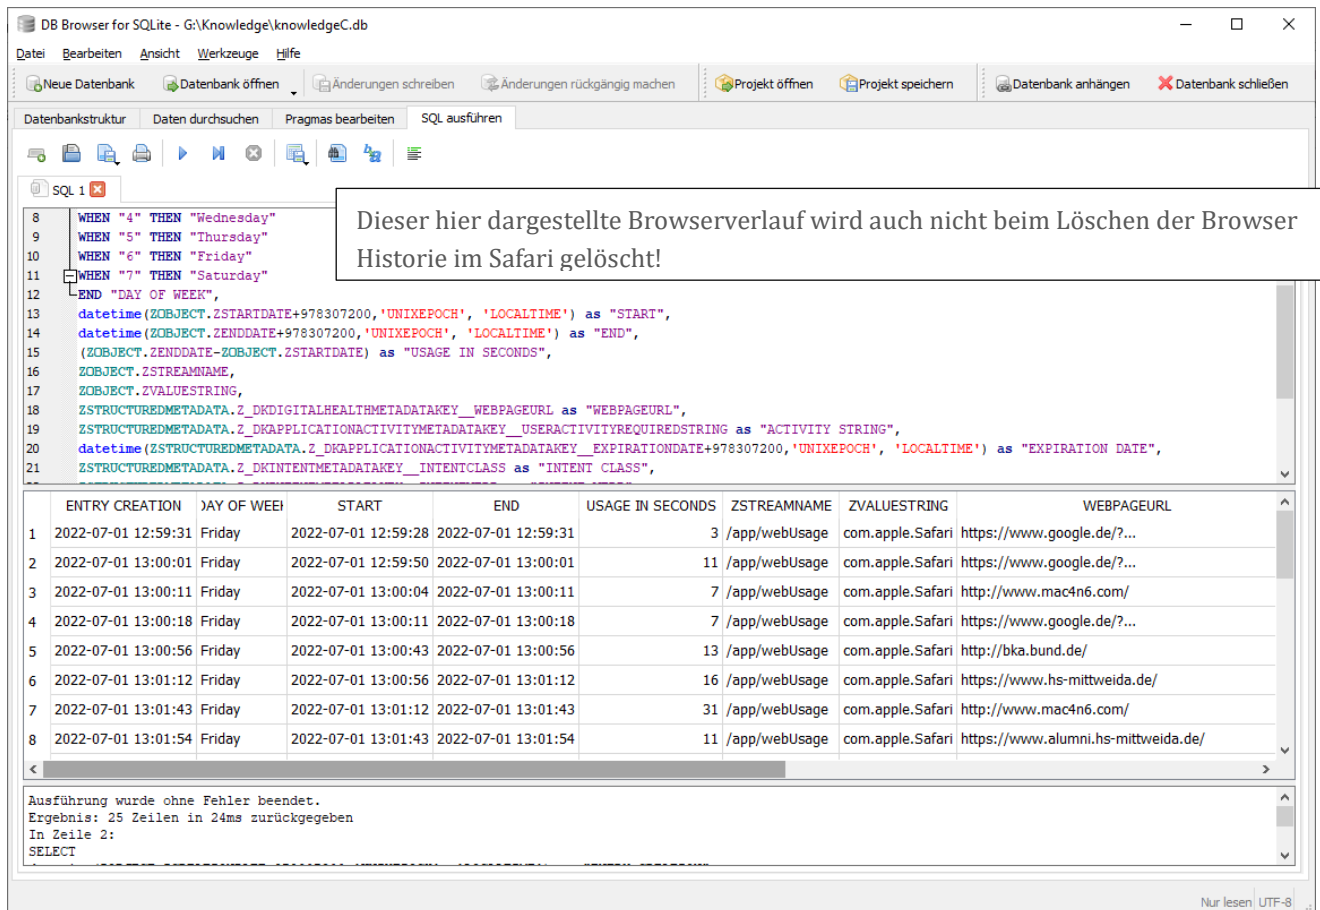 DB Browser for SQLite - G:\Knowledge\knowledgeC.db
Datei Bearbeiten Ansicht Werkzeuge Hilfe
Neue Datenbank Datenbank öffnen Änderungen schreiben Änderungen rückgängig machen Projekt öffnen Projekt speichern Datenbank anhängen Datenbank schließen
Datenbankstruktur Daten durchsuchen Pragmas bearbeiten SQL ausführen
SQL 1
Dieser hier dargestellte Browserverlauf wird auch nicht beim Löschen der Browser
Historie im Safari gelöscht!
8 WHEN "4" THEN "Wednesday"
9 WHEN "5" THEN "Thursday"
10 WHEN "6" THEN "Friday"
11 WHEN "7" THEN "Saturday"
12 END "DAY OF WEEK",
13 datetime(ZOBJECT.ZSTARTDATE+978307200,'UNIXEPOCH', 'LOCALTIME') as "START",
14 datetime(ZOBJECT.ZENDDATE+978307200,'UNIXEPOCH', 'LOCALTIME') as "END",
15 (ZOBJECT.ZENDDATE-ZOBJECT.ZSTARTDATE) as "USAGE IN SECONDS",
16 ZOBJECT.ZSTREAMNAME,
17 ZOBJECT.ZVALUESTRING,
18 ZSTRUCTUREDMETADATA.Z_DKDIGITALHEALTHMETADATAKEY__WEBPAGEURL as "WEBPAGEURL",
19 ZSTRUCTUREDMETADATA.Z_DKAPPLICATIONACTIVITYMETADATAKEY__USERACTIVITYREQUIREDSTRING as "ACTIVITY STRING",
20 datetime(ZSTRUCTUREDMETADATA.Z_DKAPPLICATIONACTIVITYMETADATAKEY__EXPIRATIONDATE+978307200,'UNIXEPOCH', 'LOCALTIME') as "EXPIRATION DATE",
21 ZSTRUCTUREDMETADATA.Z_DKINTENTMETADATAKEY__INTENTCLASS as "INTENT CLASS",
ENTRY CREATION DAY OF WEEK START END USAGE IN SECONDS ZSTREAMNAME ZVALUESTRING WEBPAGEURL
1 2022-07-01 12:59:31 Friday 2022-07-01 12:59:28 2022-07-01 12:59:31 3 /app/webUsage com.apple.Safari https://www.google.de/?...
2 2022-07-01 13:00:01 Friday 2022-07-01 12:59:50 2022-07-01 13:00:01 11 /app/webUsage com.apple.Safari https://www.google.de/?...
3 2022-07-01 13:00:11 Friday 2022-07-01 13:00:04 2022-07-01 13:00:11 7 /app/webUsage com.apple.Safari http://www.mac4n6.com/
4 2022-07-01 13:00:18 Friday 2022-07-01 13:00:11 2022-07-01 13:00:18 7 /app/webUsage com.apple.Safari https://www.google.de/?...
5 2022-07-01 13:00:56 Friday 2022-07-01 13:00:43 2022-07-01 13:00:56 13 /app/webUsage com.apple.Safari http://bka.bund.de/
6 2022-07-01 13:01:12 Friday 2022-07-01 13:00:56 2022-07-01 13:01:12 16 /app/webUsage com.apple.Safari https://www.hs-mittweida.de/
7 2022-07-01 13:01:43 Friday 2022-07-01 13:01:12 2022-07-01 13:01:43 31 /app/webUsage com.apple.Safari http://www.mac4n6.com/
8 2022-07-01 13:01:54 Friday 2022-07-01 13:01:43 2022-07-01 13:01:54 11 /app/webUsage com.apple.Safari https://www.alumni.hs-mittweida.de/
Ausführung wurde ohne Fehler beendet.
Ergebnis: 25 Zeilen in 24ms zurückgegeben
In Zeile 2:
SELECT
Nur lesen UTF-8